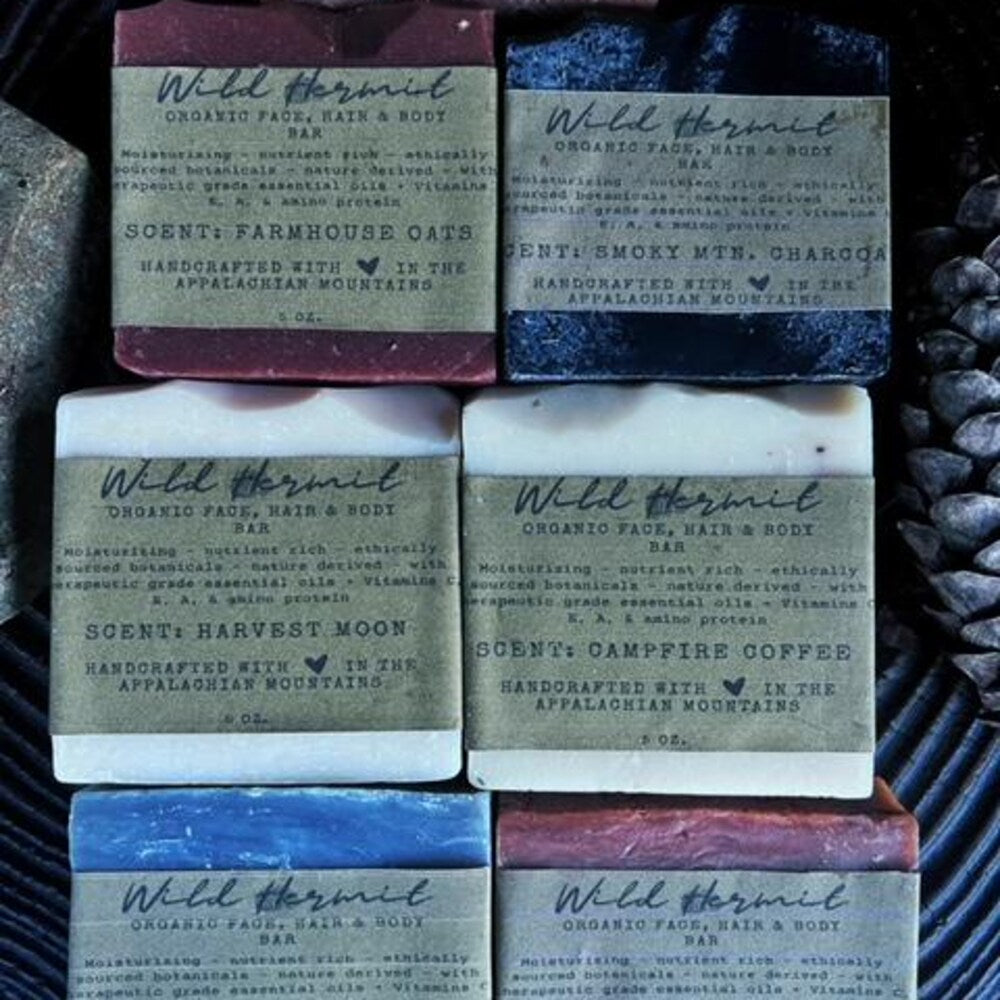 Wild Hermit
ORGANIC FACE, HAIR & BODY
BAR
Moisturizing - nutrient rich - ethically
sourced botanicals - nature derived - with
erapeutic grade essential oils + Vitamins
E, A, & amino protein
SCENT: FARMHOUSE OATS
HANDCRAFTED WITH IN THE
APPALACHIAN MOUNTAINS
5 OZ.
Wild Hermit
ORGANIC FACE, HAIR & BODY
BAR
Moisturizing - nutrient rich - ethically
sourced botanicals - nature derived - with
erapeutic grade essential oils + Vitamins
E, A, & amino protein
CENT: SMOKY MTN. CHARCOA
HANDCRAFTED WITH IN THE
APPALACHIAN MOUNTAINS
Wild Hermit
ORGANIC FACE, HAIR & BODY
BAR
Moisturizing - nutrient rich - ethically
sourced botanicals - nature derived - with
erapeutic grade essential oils + Vitamins C,
E, A, & amino protein
SCENT: HARVEST MOON
HANDCRAFTED WITH IN THE
APPALACHIAN MOUNTAINS
5 OZ.
Wild Hermit
ORGANIC FACE, HAIR & BODY
BAR
Moisturizing - nutrient rich - ethically
sourced botanicals - nature derived - with
erapeutic grade essential oils + Vitamins C
E, A, & amino protein
SCENT: CAMPFIRE COFFEE
HANDCRAFTED WITH IN THE
APPALACHIAN MOUNTAINS
5 OZ.
Wild Hermit
ORGANIC FACE, HAIR & BODY
BAR
Moisturizing - nutrient rich - ethically
sourced botanicals - nature derived - with
erapeutic grade essential oils + Vitamins C
Wild Hermit
ORGANIC FACE, HAIR & BODY
BAR
Moisturizing - nutrient rich - ethically
sourced botanicals - nature derived - with
erapeutic grade essential oils + Vitamins C